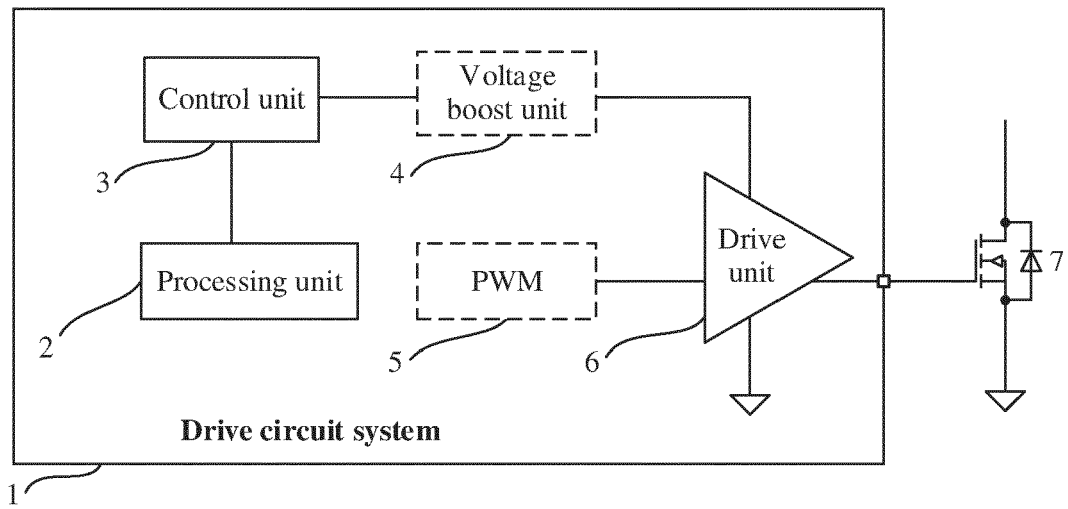 Control unit
Voltage
boost unit
3
4
Processing unit
PWM
Drive
unit
7
2
5
6
Drive circuit system
1